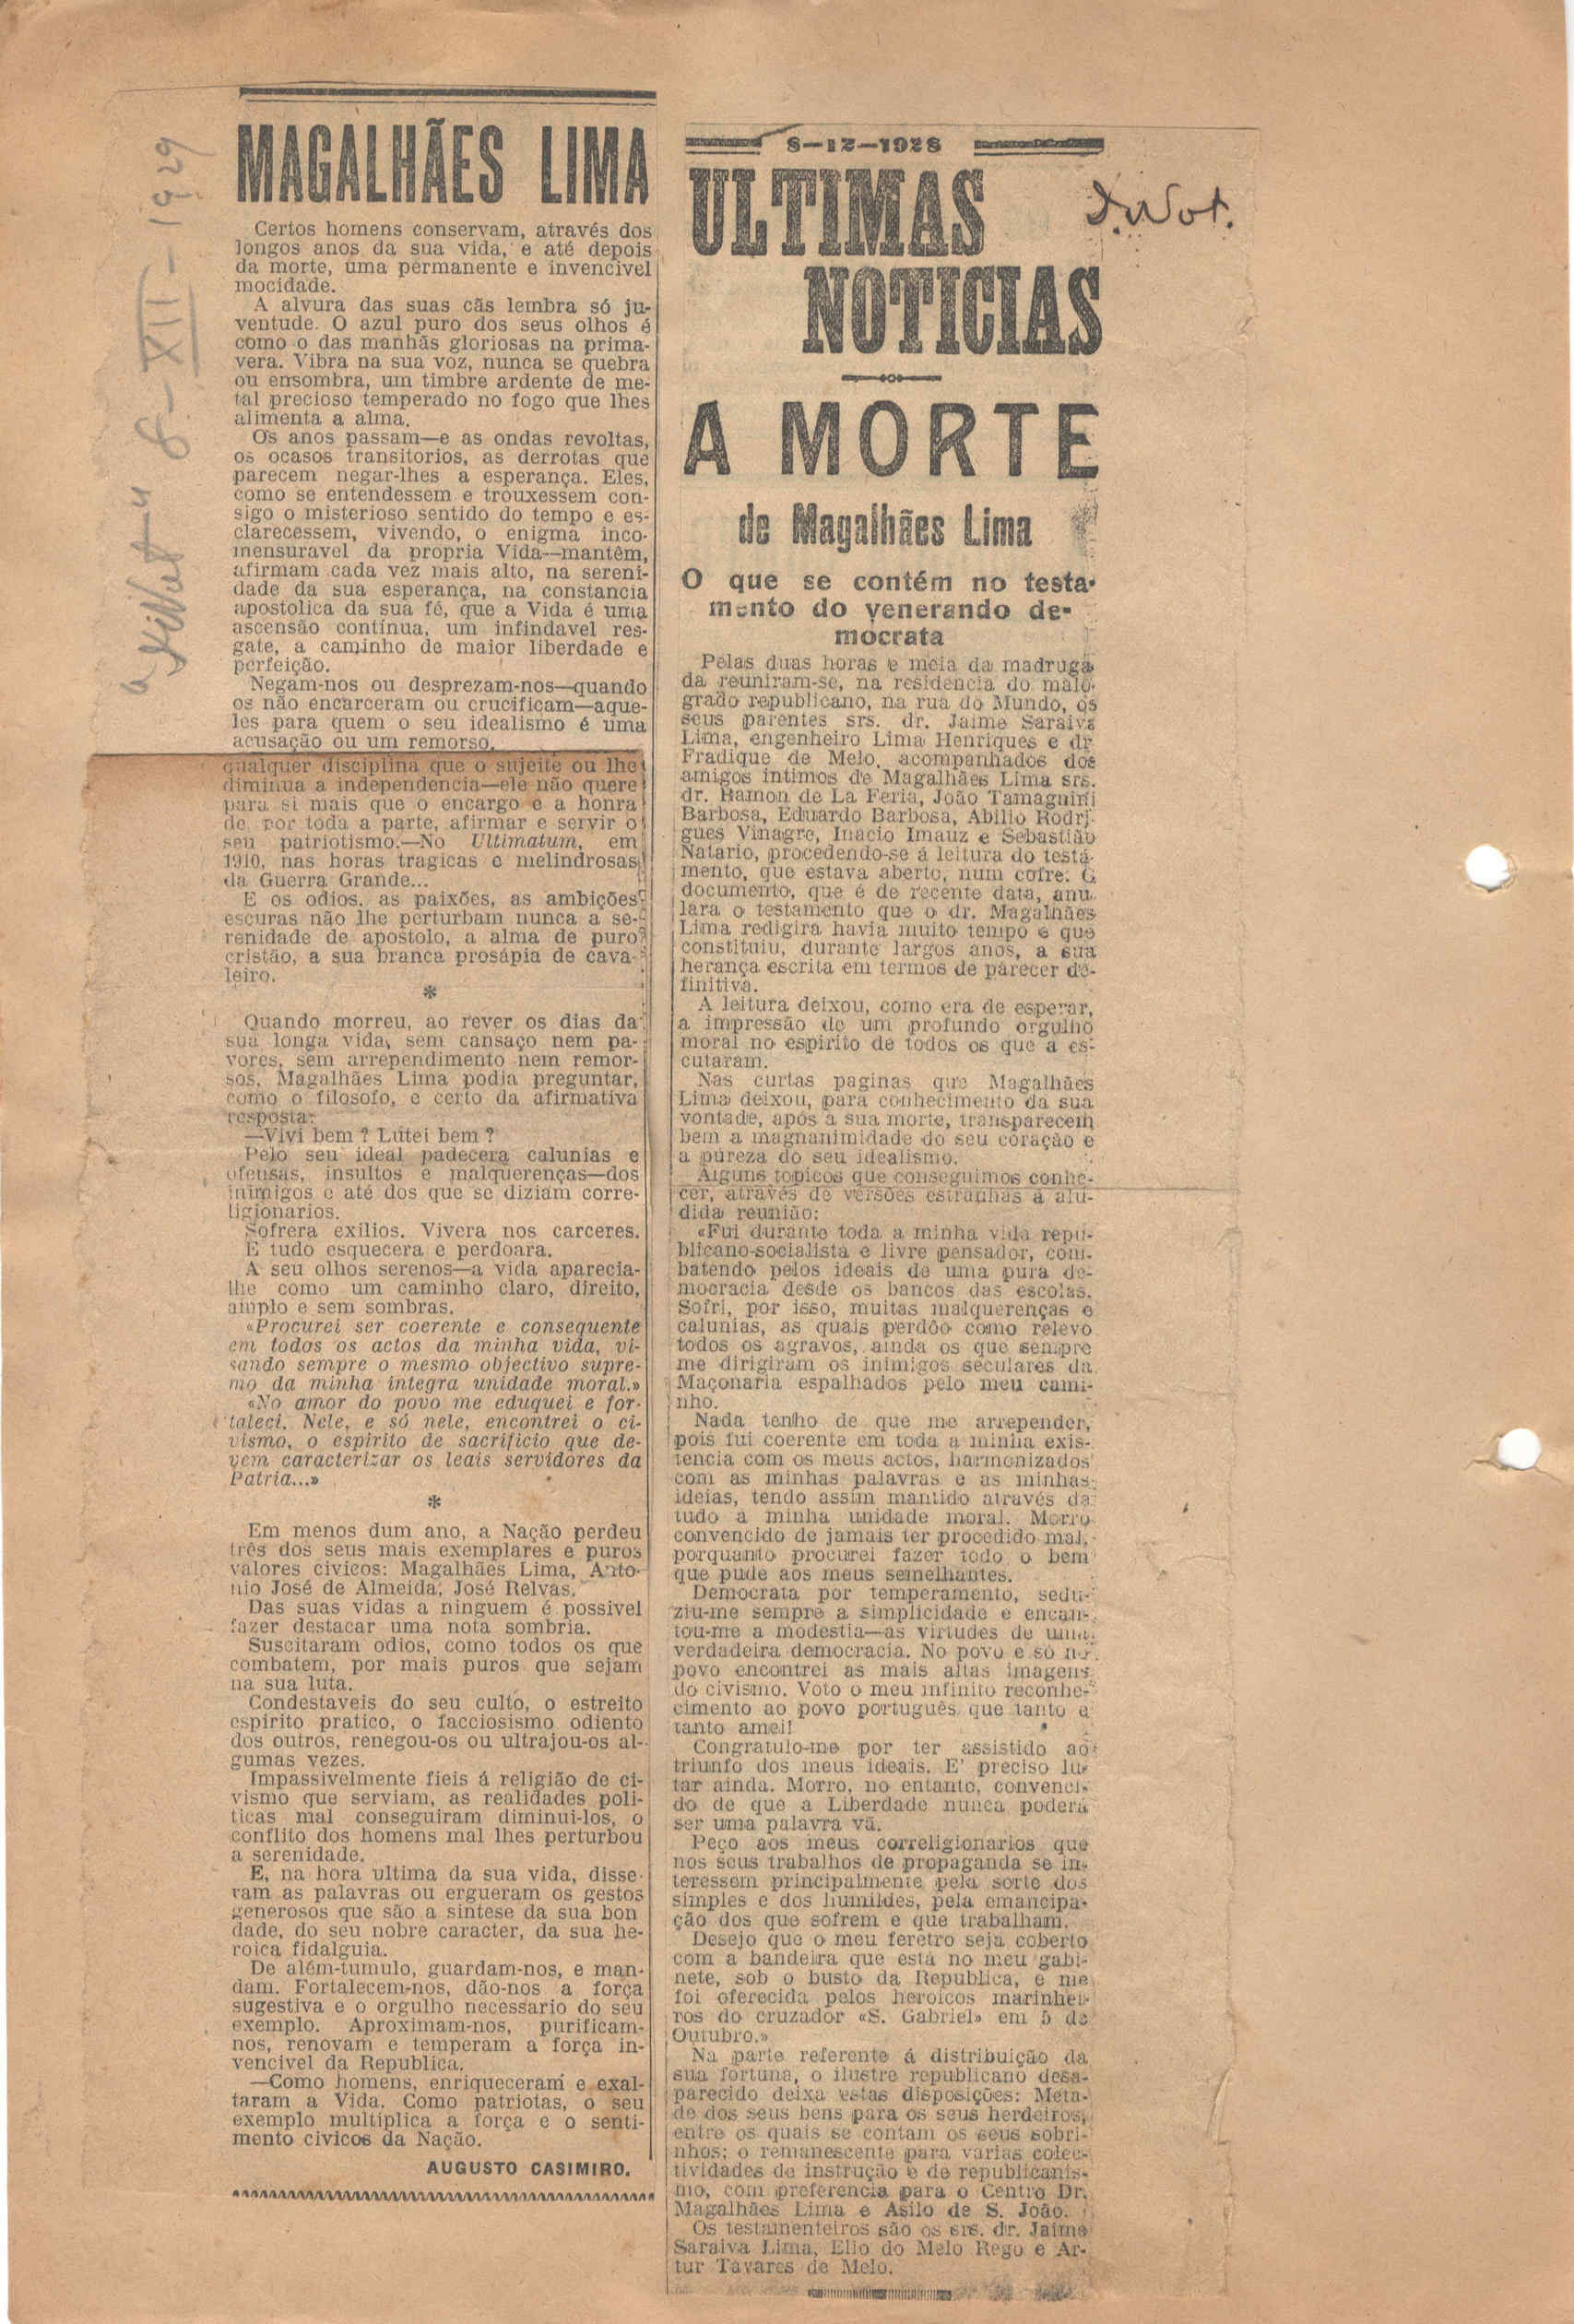 MAGALHÃES LIMA
Certos homens conservam, através dos
longos anos da sua vida, e até depois
da morte, uma permanente e invencivel
mocidade.
A alvura das suas cãs lembra só ju-
ventude. O azul puro dos seus olhos é
como o das manhãs gloriosas na prima-
vera. Vibra na sua voz, nunca se quebra
ou ensombra, um timbre ardente de me-
tal precioso temperado no fogo que lhes
alimenta a alma.
Os anos passam—e as ondas revoltas,
os ocasos transitorios, as derrotas que
parecem negar-lhes a esperança. Eles,
como se entendessem e trouxessem con-
sigo o misterioso sentido do tempo e es-
clarecessem, vivendo, o enigma inco-
mensuravel da propria Vida—mantêm,
afirmam cada vez mais alto, na sereni-
dade da sua esperança, na constancia
apostolica da sua fé, que a Vida é uma
ascensão contínua, um infindavel res-
gate, a caminho de maior liberdade e
perfeição.
Negam-nos ou desprezam-nos—quando
os não encarceram ou crucificam—aque-
les para quem o seu idealismo é uma
acusação ou um remorso.
qualquer disciplina que o sujeite ou lhe
diminua a independencia—ele não quere
para si mais que o encargo e a honra
de, por toda a parte, afirmar e servir o
seu patriotismo.—No Ultimatum, em
1910, nas horas tragicas e melindrosas
da Guerra Grande...
E os odios, as paixões, as ambições
escuras não lhe perturbam nunca a se-
renidade de apostolo, a alma de puro
cristão, a sua branca prosápia de cava-
leiro.
*
Quando morreu, ao rever os dias da
sua longa vida, sem cansaço nem pa-
vores, sem arrependimento nem remor-
sos, Magalhães Lima podia preguntar,
como o filosofo, e certo da afirmativa
resposta:
—Vivi bem? Lutei bem?
Pelo seu ideal padecera calunias e
ofensas, insultos e malquerenças—dos
inimigos e até dos que se diziam corre-
ligionarios.
Sofrera exilios. Vivera nos carceres.
E tudo esquecera e perdoara.
A seu olhos serenos—a vida aparecia-
lhe como um caminho claro, direito,
amplo e sem sombras.
«Procurei ser coerente e consequente
em todos os actos da minha vida, vi-
sando sempre o mesmo objectivo supre-
mo da minha integra unidade moral.»
«No amor do povo me eduquei e for-
taleci. Nele, e só nele, encontrei o ci-
vismo, o espirito de sacrificio que de-
vem caracterizar os leais servidores da
Patria...»
*
Em menos dum ano, a Nação perdeu
três dos seus mais exemplares e puros
valores civicos: Magalhães Lima, Anto-
nio José de Almeida, José Relvas.
Das suas vidas a ninguem é possivel
fazer destacar uma nota sombria.
Suscitaram odios, como todos os que
combatem, por mais puros que sejam
na sua luta.
Condestaveis do seu culto, o estreito
espirito pratico, o facciosismo odiento
dos outros, renegou-os ou ultrajou-os al-
gumas vezes.
Impassivelmente fieis á religião de ci-
vismo que serviam, as realidades poli-
ticas mal conseguiram diminui-los, o
conflito dos homens mal lhes perturbou
a serenidade.
E, na hora ultima da sua vida, disse-
ram as palavras ou ergueram os gestos
generosos que são a sintese da sua bon
dade, do seu nobre caracter, da sua he-
roica fidalguia.
De além-tumulo, guardam-nos, e man-
dam. Fortalecem-nos, dão-nos a força
sugestiva e o orgulho necessario do seu
exemplo. Aproximam-nos, purificam-
nos, renovam e temperam a força in-
vencivel da Republica.
—Como homens, enriqueceram e exal-
taram a Vida. Como patriotas, o seu
exemplo multiplica a força e o senti-
mento civicos da Nação.
AUGUSTO CASIMIRO.
8-XII-1929
8-12-1928
ULTIMAS
NOTICIAS
A MORTE
de Magalhães Lima
O que se contém no testa-
mento do venerando de-
mocrata
Pelas duas horas e meia da madruga
da reuniram-se, na residencia do malo-
grado republicano, na rua do Mundo, os
seus parentes srs. dr. Jaime Saraiva
Lima, engenheiro Lima Henriques e dr.
Fradique de Melo, acompanhados dos
amigos intimos de Magalhães Lima srs.
dr. Ramon de La Feria, João Tamagnini
Barbosa, Eduardo Barbosa, Abilio Rodri-
gues Vinagre, Inacio Imauz e Sebastião
Natario, procedendo-se á leitura do testa-
mento, que estava aberto, num cofre. O
documento, que é de recente data, anu-
lara o testamento que o dr. Magalhães
Lima redigira havia muito tempo e que
constituiu, durante largos anos, a sua
herança escrita em termos de parecer de-
finitiva.
A leitura deixou, como era de esperar,
a impressão de um profundo orgulho
moral no espirito de todos os que a es-
cutaram.
Nas curtas paginas que Magalhães
Lima deixou, para conhecimento da sua
vontade, após a sua morte, transparecem
bem a magnanimidade do seu coração e
a pureza do seu idealismo.
Alguns topicos que conseguimos conhe-
cer, através de versões estranhas á alu-
dida reunião:
«Fui durante toda a minha vida repu-
blicano-socialista e livre pensador, com-
batendo pelos ideais de uma pura de-
mocracia desde os bancos das escolas.
Sofri, por isso, muitas malquerenças e
calunias, as quais perdôo como relevo
todos os agravos, ainda os que sempre
me dirigiram os inimigos seculares da
Maçonaria espalhados pelo meu cami-
nho.
Nada tenho de que me arrepender,
pois fui coerente em toda a minha exis-
tencia com os meus actos, harmonizados
com as minhas palavras e as minhas
ideias, tendo assim mantido através de
tudo a minha unidade moral. Morro
convencido de jamais ter procedido mal,
porquanto procurei fazer todo o bem
que pude aos meus semelhantes.
Democrata por temperamento, sedu-
ziu-me sempre a simplicidade e encan-
tou-me a modestia—as virtudes de uma
verdadeira democracia. No povo e só no
povo encontrei as mais altas imagens
do civismo. Voto o meu infinito reconhe-
cimento ao povo português que tanto e
tanto amei!
Congratulo-me por ter assistido ao
triunfo dos meus ideais. E' preciso lu-
tar ainda. Morro, no entanto, convenci-
do de que a Liberdade nunca poderá
ser uma palavra vã.
Peço aos meus correligionarios que
nos seus trabalhos de propaganda se in-
teressem principalmente pela sorte dos
simples e dos humildes, pela emancipa-
ção dos que sofrem e que trabalham.
Desejo que o meu feretro seja coberto
com a bandeira que está no meu gabi-
nete, sob o busto da Republica, e me
foi oferecida pelos heroicos marinhei-
ros do cruzador «S. Gabriel» em 5 de
Outubro.»
Na parte referente á distribuição da
sua fortuna, o ilustre republicano desa-
parecido deixa estas disposições: Meta-
de dos seus bens para os seus herdeiros,
entre os quais se contam os seus sobri-
nhos; o remanescente para varias colec-
tividades de instrução e de republicanis-
mo, com preferencia para o Centro Dr.
Magalhães Lima e Asilo de S. João.
Os testamenteiros são os srs. dr. Jaime
Saraiva Lima, Elio do Melo Rego e Ar-
tur Tavares de Melo.